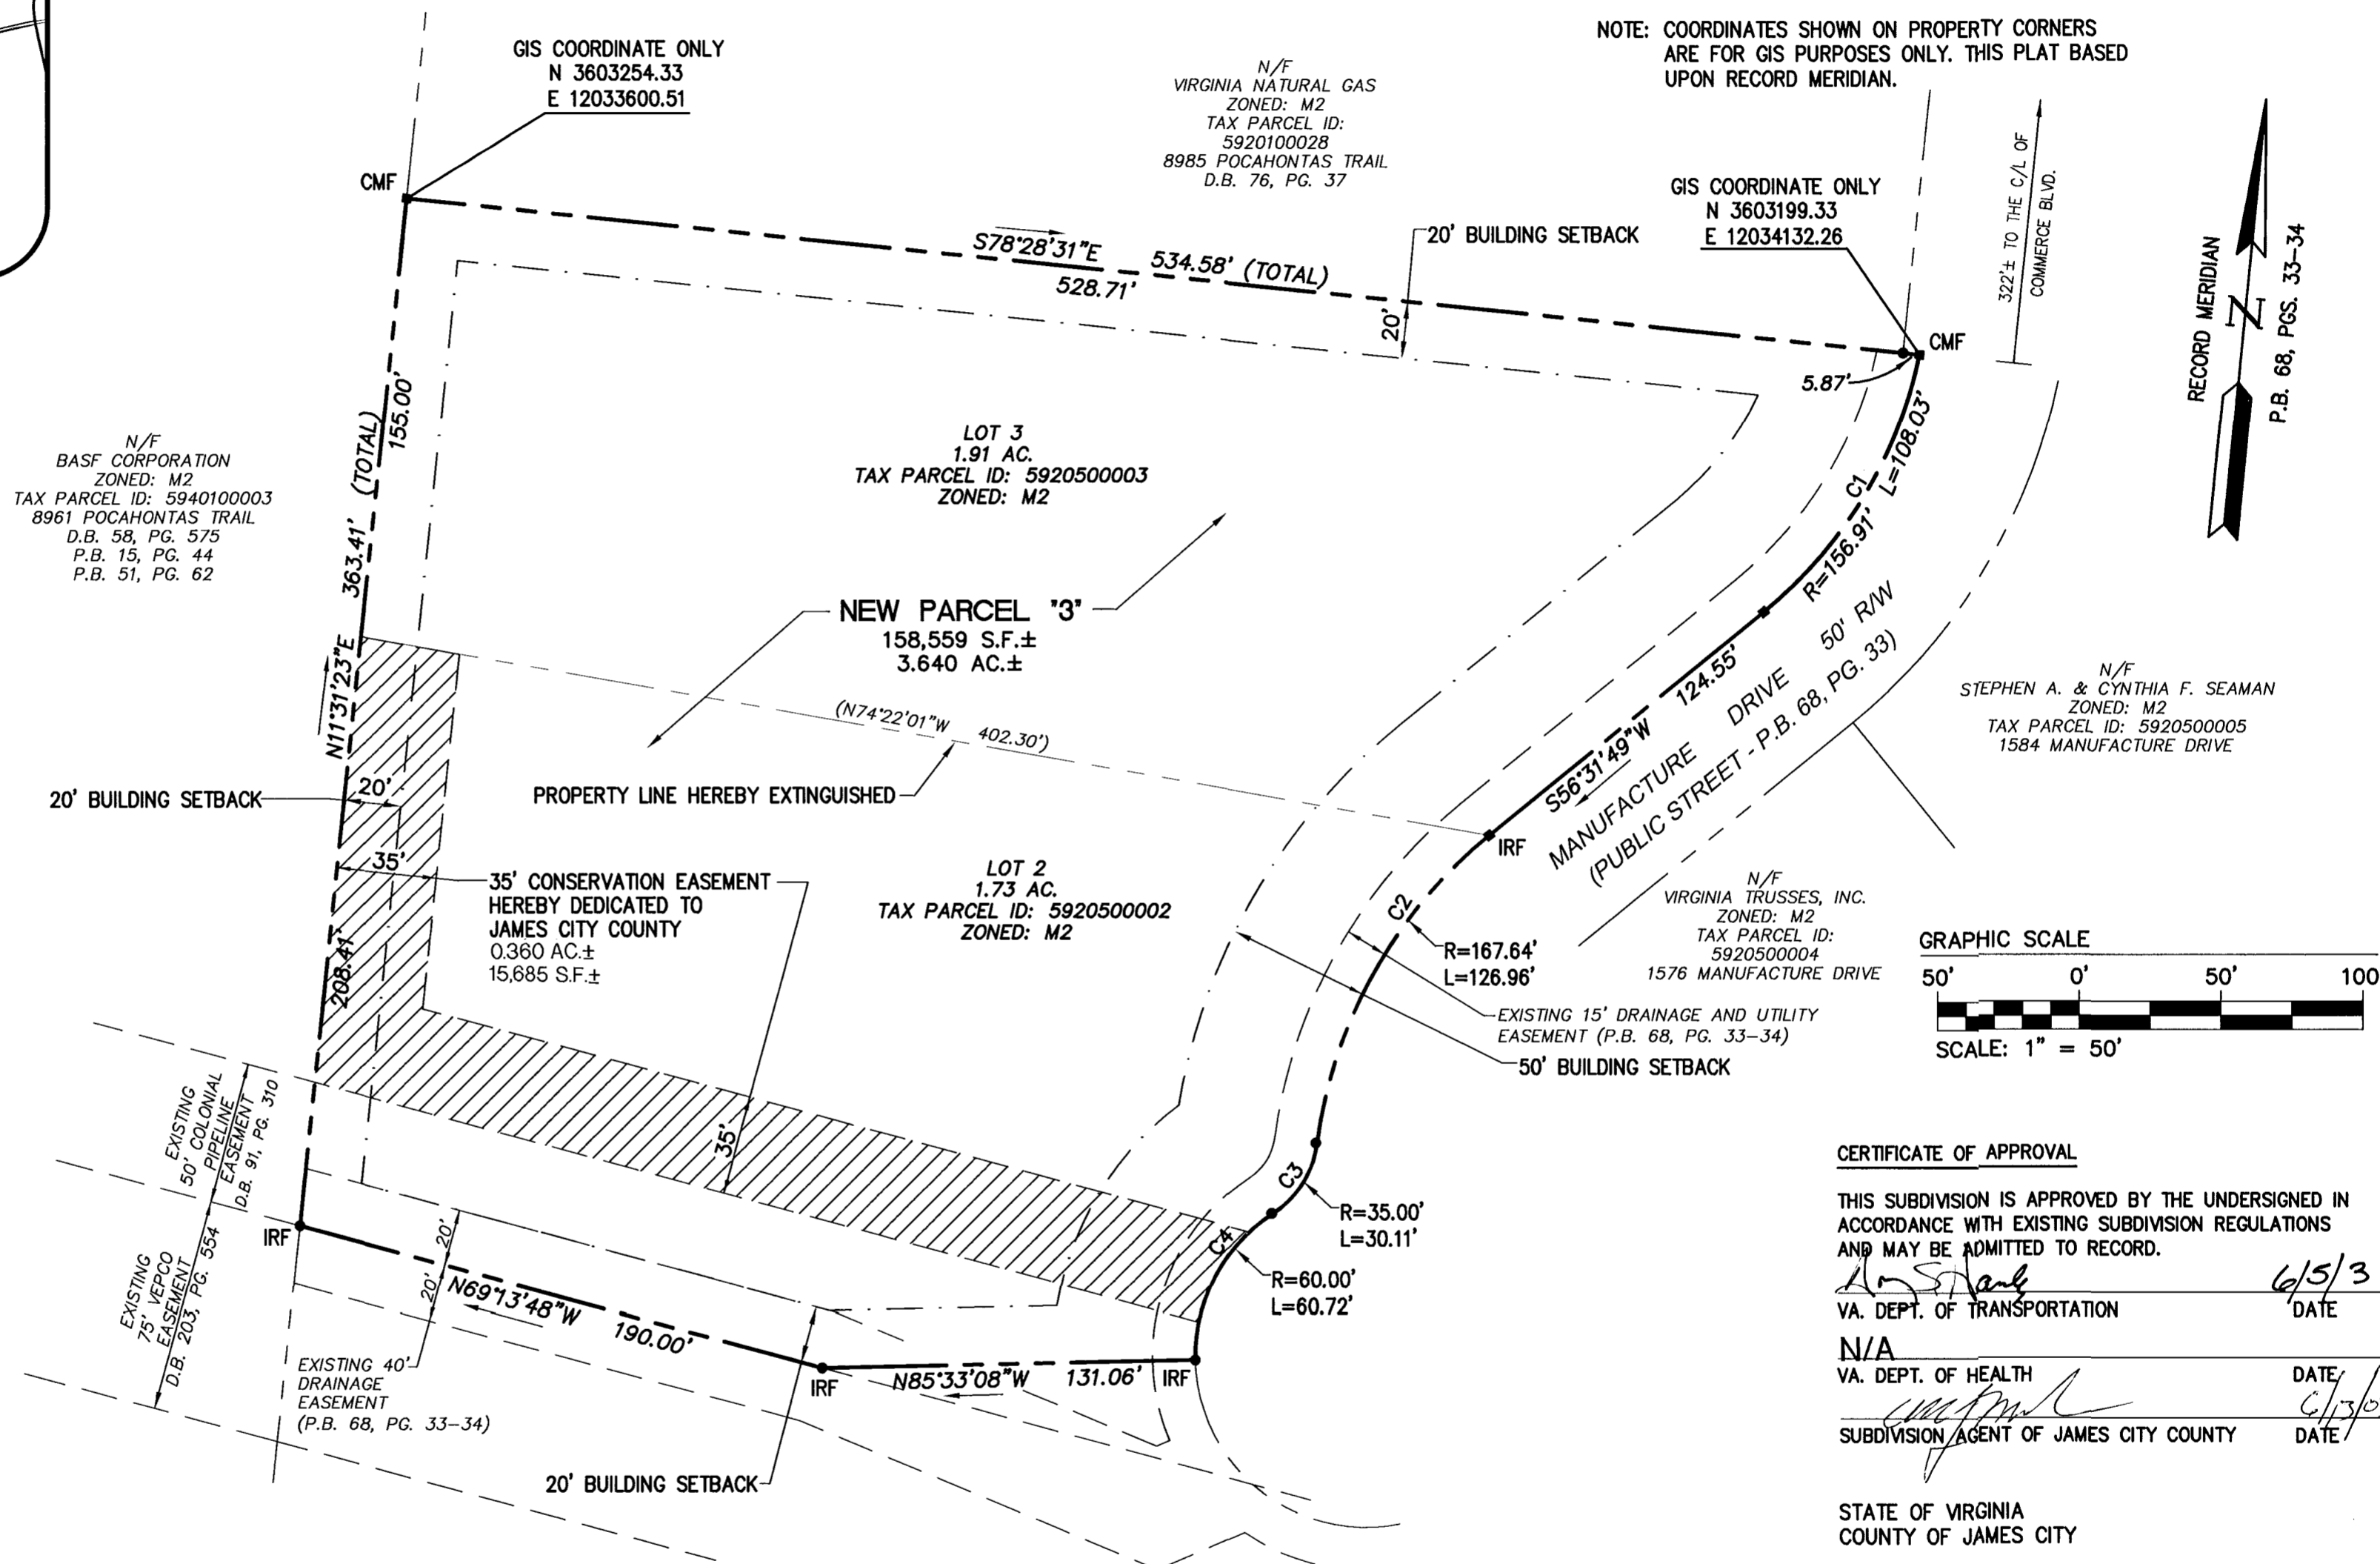 NOTE: COORDINATES SHOWN ON PROPERTY CORNERS
ARE FOR GIS PURPOSES ONLY. THIS PLAT BASED
UPON RECORD MERIDIAN.
GIS COORDINATE ONLY
N 3603254.33
E 12033600.51
N/F
VIRGINIA NATURAL GAS
ZONED: M2
TAX PARCEL ID:
5920100028
8985 POCAHONTAS TRAIL
D.B. 76, PG. 37
CMF
GIS COORDINATE ONLY
N 3603199.33
E 12034132.26
322'± TO THE C/L OF
COMMERCE BLVD.
RECORD MERIDIAN
N
P.B. 68, PGS. 33-34
S78°28'31"E 534.58' (TOTAL)
528.71'
20' BUILDING SETBACK
20'
CMF
5.87'
C1 L=108.03'
R=156.91'
155.00'
363.41' (TOTAL)
N11°31'23"E
N/F
BASF CORPORATION
ZONED: M2
TAX PARCEL ID: 5940100003
8961 POCAHONTAS TRAIL
D.B. 58, PG. 575
P.B. 15, PG. 44
P.B. 51, PG. 62
LOT 3
1.91 AC.
TAX PARCEL ID: 5920500003
ZONED: M2
NEW PARCEL "3"
158,559 S.F.±
3.640 AC.±
(N74°22'01"W 402.30')
PROPERTY LINE HEREBY EXTINGUISHED
S56°31'49"W 124.55'
MANUFACTURE DRIVE 50' R/W
(PUBLIC STREET - P.B. 68, PG. 33)
N/F
STEPHEN A. & CYNTHIA F. SEAMAN
ZONED: M2
TAX PARCEL ID: 5920500005
1584 MANUFACTURE DRIVE
20' BUILDING SETBACK
20'
35'
208.41'
35' CONSERVATION EASEMENT
HEREBY DEDICATED TO
JAMES CITY COUNTY
0.360 AC.±
15,685 S.F.±
LOT 2
1.73 AC.
TAX PARCEL ID: 5920500002
ZONED: M2
IRF
C2
R=167.64'
L=126.96'
N/F
VIRGINIA TRUSSES, INC.
ZONED: M2
TAX PARCEL ID:
5920500004
1576 MANUFACTURE DRIVE
EXISTING 15' DRAINAGE AND UTILITY
EASEMENT (P.B. 68, PG. 33-34)
50' BUILDING SETBACK
GRAPHIC SCALE
50' 0' 50' 100
SCALE: 1" = 50'
EXISTING
50' COLONIAL
PIPELINE
EASEMENT
D.B. 91, PG. 310
35'
C3
R=35.00'
L=30.11'
C4
R=60.00'
L=60.72'
IRF
EXISTING
75' VEPCO
EASEMENT
D.B. 203, PG. 554
20'
20'
N69°13'48"W 190.00'
EXISTING 40'
DRAINAGE
EASEMENT
(P.B. 68, PG. 33-34)
IRF
N85°33'08"W 131.06'
IRF
20' BUILDING SETBACK
CERTIFICATE OF APPROVAL
THIS SUBDIVISION IS APPROVED BY THE UNDERSIGNED IN
ACCORDANCE WITH EXISTING SUBDIVISION REGULATIONS
AND MAY BE ADMITTED TO RECORD.
6/5/3
VA. DEPT. OF TRANSPORTATION DATE
N/A
VA. DEPT. OF HEALTH DATE
SUBDIVISION AGENT OF JAMES CITY COUNTY DATE
STATE OF VIRGINIA
COUNTY OF JAMES CITY